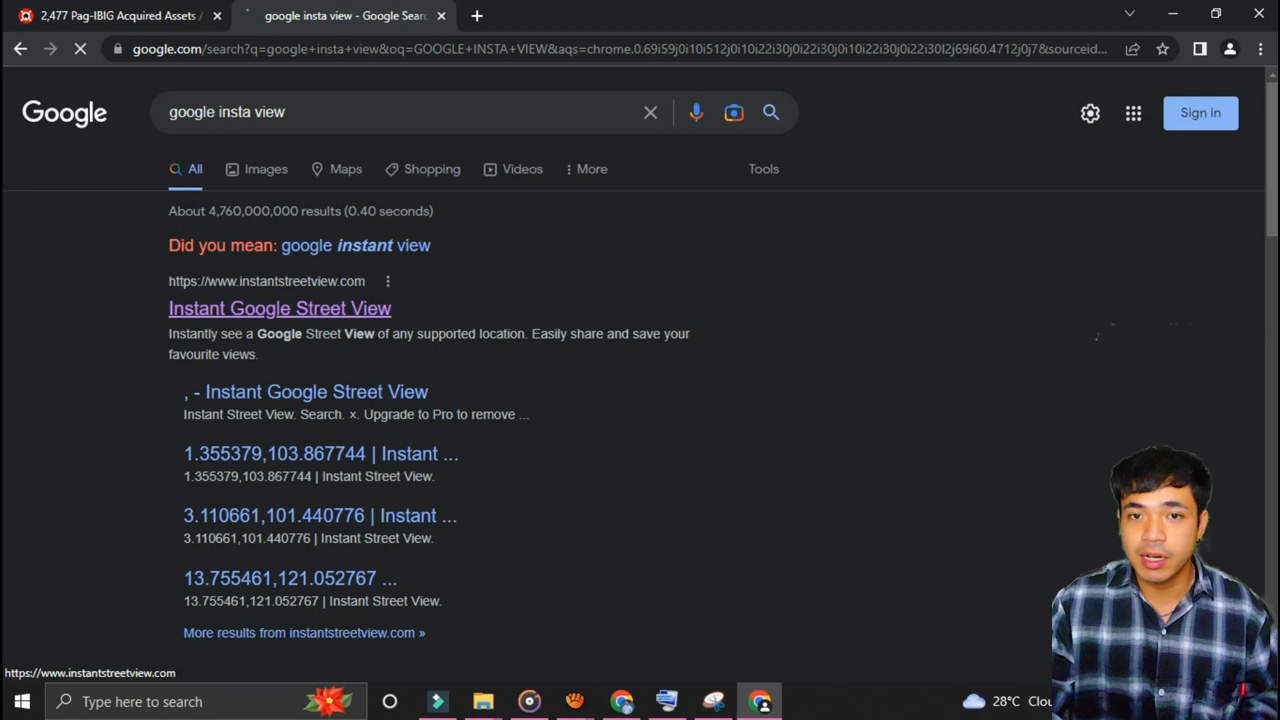 2,477 Pag-IBIG Acquired Assets /
google insta view - Google Sear
google.com/search?q=google+insta+view&oq=GOOGLE+INSTA+VIEW&aqs=chrome.0.69i59j0i10i512j0i10i22i30j0i22i30j0i10i22i30j0i22i30l2j69i60.4712j0j7&sourceid...
Google
google insta view
Sign in
All
Images
Maps
Shopping
Videos
More
Tools
About 4,760,000,000 results (0.40 seconds)
Did you mean: google instant view
https://www.instantstreetview.com
Instant Google Street View
Instantly see a Google Street View of any supported location. Easily share and save your
favourite views.
, - Instant Google Street View
Instant Street View. Search. ×. Upgrade to Pro to remove ...
1.355379,103.867744 | Instant ...
1.355379,103.867744 | Instant Street View.
3.110661,101.440776 | Instant ...
3.110661,101.440776 | Instant Street View.
13.755461,121.052767 ...
13.755461,121.052767 | Instant Street View.
More results from instantstreetview.com »
https://www.instantstreetview.com
Type here to search
28°C Clou